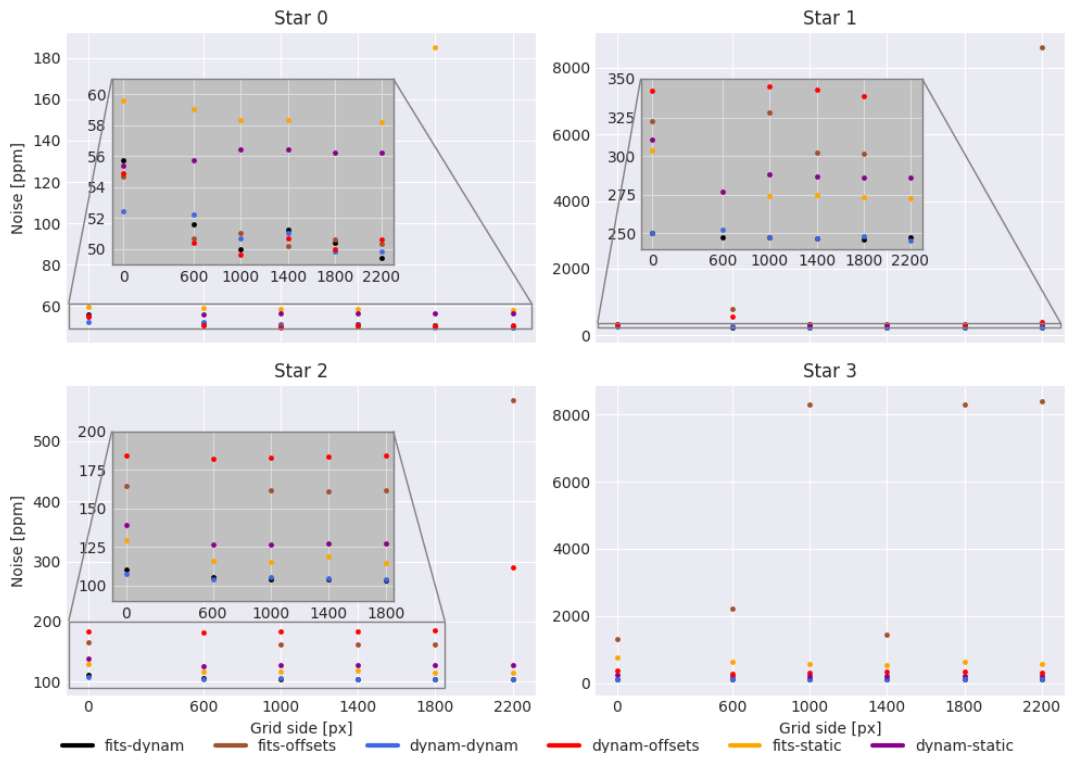 Star 0
Star 1
Noise [ppm]
180
160
140
120
100
80
60
60
58
56
54
52
50
0 600 1000 1400 1800 2200
8000
6000
4000
2000
0
350
325
300
275
250
0 600 1000 1400 1800 2200
Star 2
Star 3
Noise [ppm]
500
400
300
200
100
200
175
150
125
100
0 600 1000 1400 1800
0 600 1000 1400 1800 2200
Grid side [px]
8000
6000
4000
2000
0
0 600 1000 1400 1800 2200
Grid side [px]
fits-dynam fits-offsets dynam-dynam dynam-offsets fits-static dynam-static